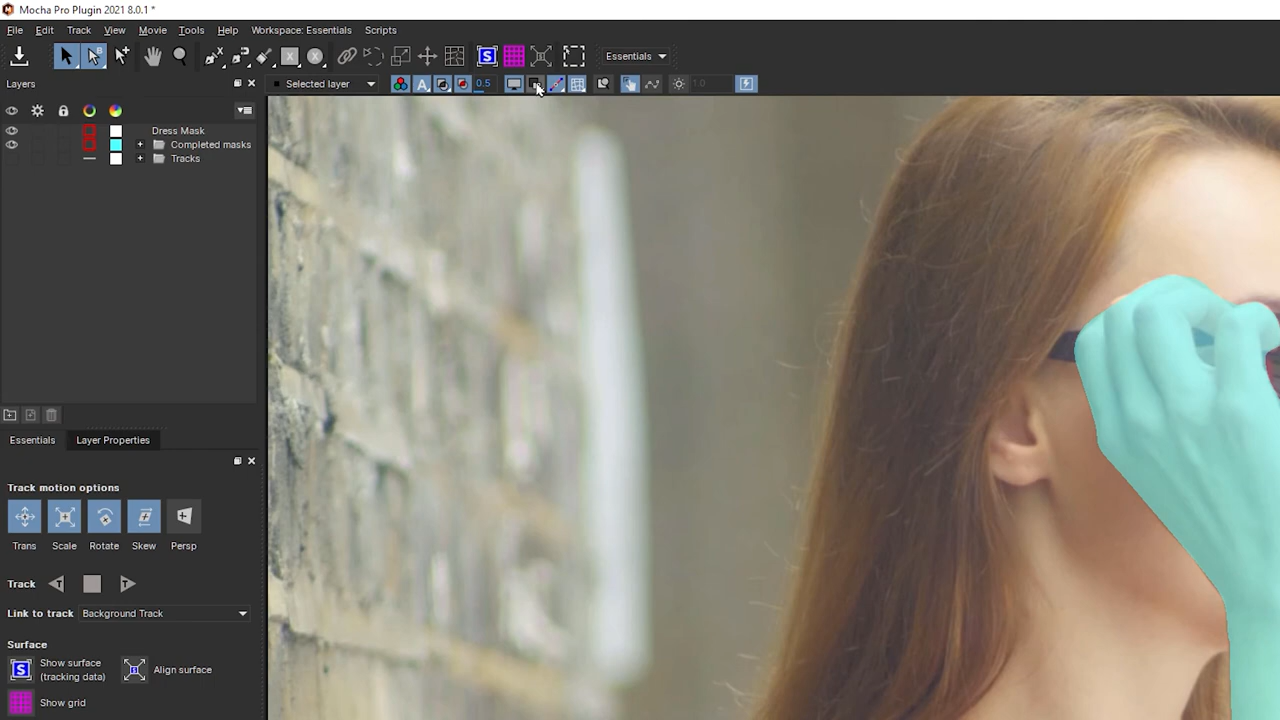 Mocha Pro Plugin 2021 8.0.1 *
File Edit Track View Movie Tools Help Workspace: Essentials Scripts
S Essentials
Layers
Selected layer A 0.5 1.0
Dress Mask
Completed masks
Tracks
Essentials Layer Properties
Track motion options
Trans Scale Rotate Skew Persp
Track T T
Link to track Background Track
Surface
S Show surface
(tracking data)
Align surface
Show grid